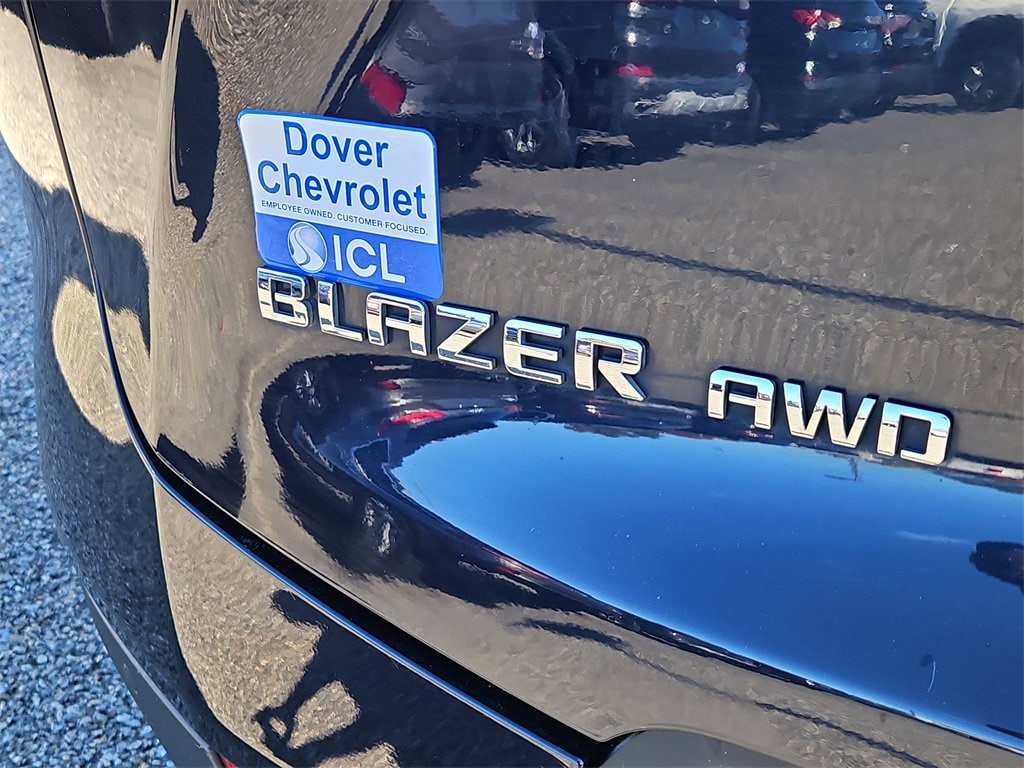 Dover
Chevrolet
EMPLOYEE OWNED. CUSTOMER FOCUSED.
ICL
BLAZER AWD